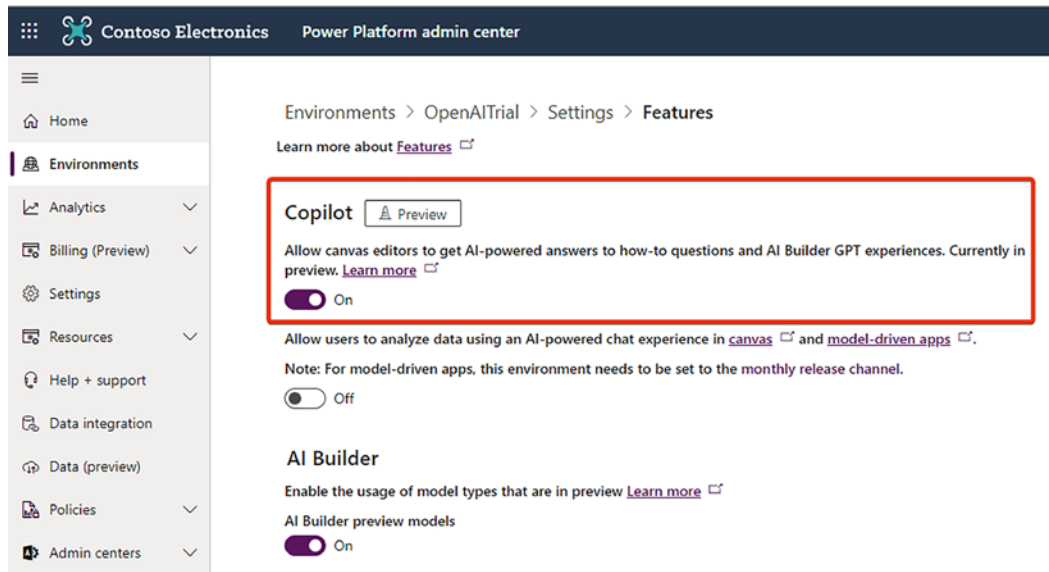 Contoso Electronics Power Platform admin center
Home
Environments
Analytics
Billing (Preview)
Settings
Resources
Help + support
Data integration
Data (preview)
Policies
Admin centers
Environments > OpenAITrial > Settings > Features
Learn more about Features
Copilot Preview
Allow canvas editors to get AI-powered answers to how-to questions and AI Builder GPT experiences. Currently in
preview. Learn more
On
Allow users to analyze data using an AI-powered chat experience in canvas and model-driven apps.
Note: For model-driven apps, this environment needs to be set to the monthly release channel.
Off
AI Builder
Enable the usage of model types that are in preview Learn more
AI Builder preview models
On